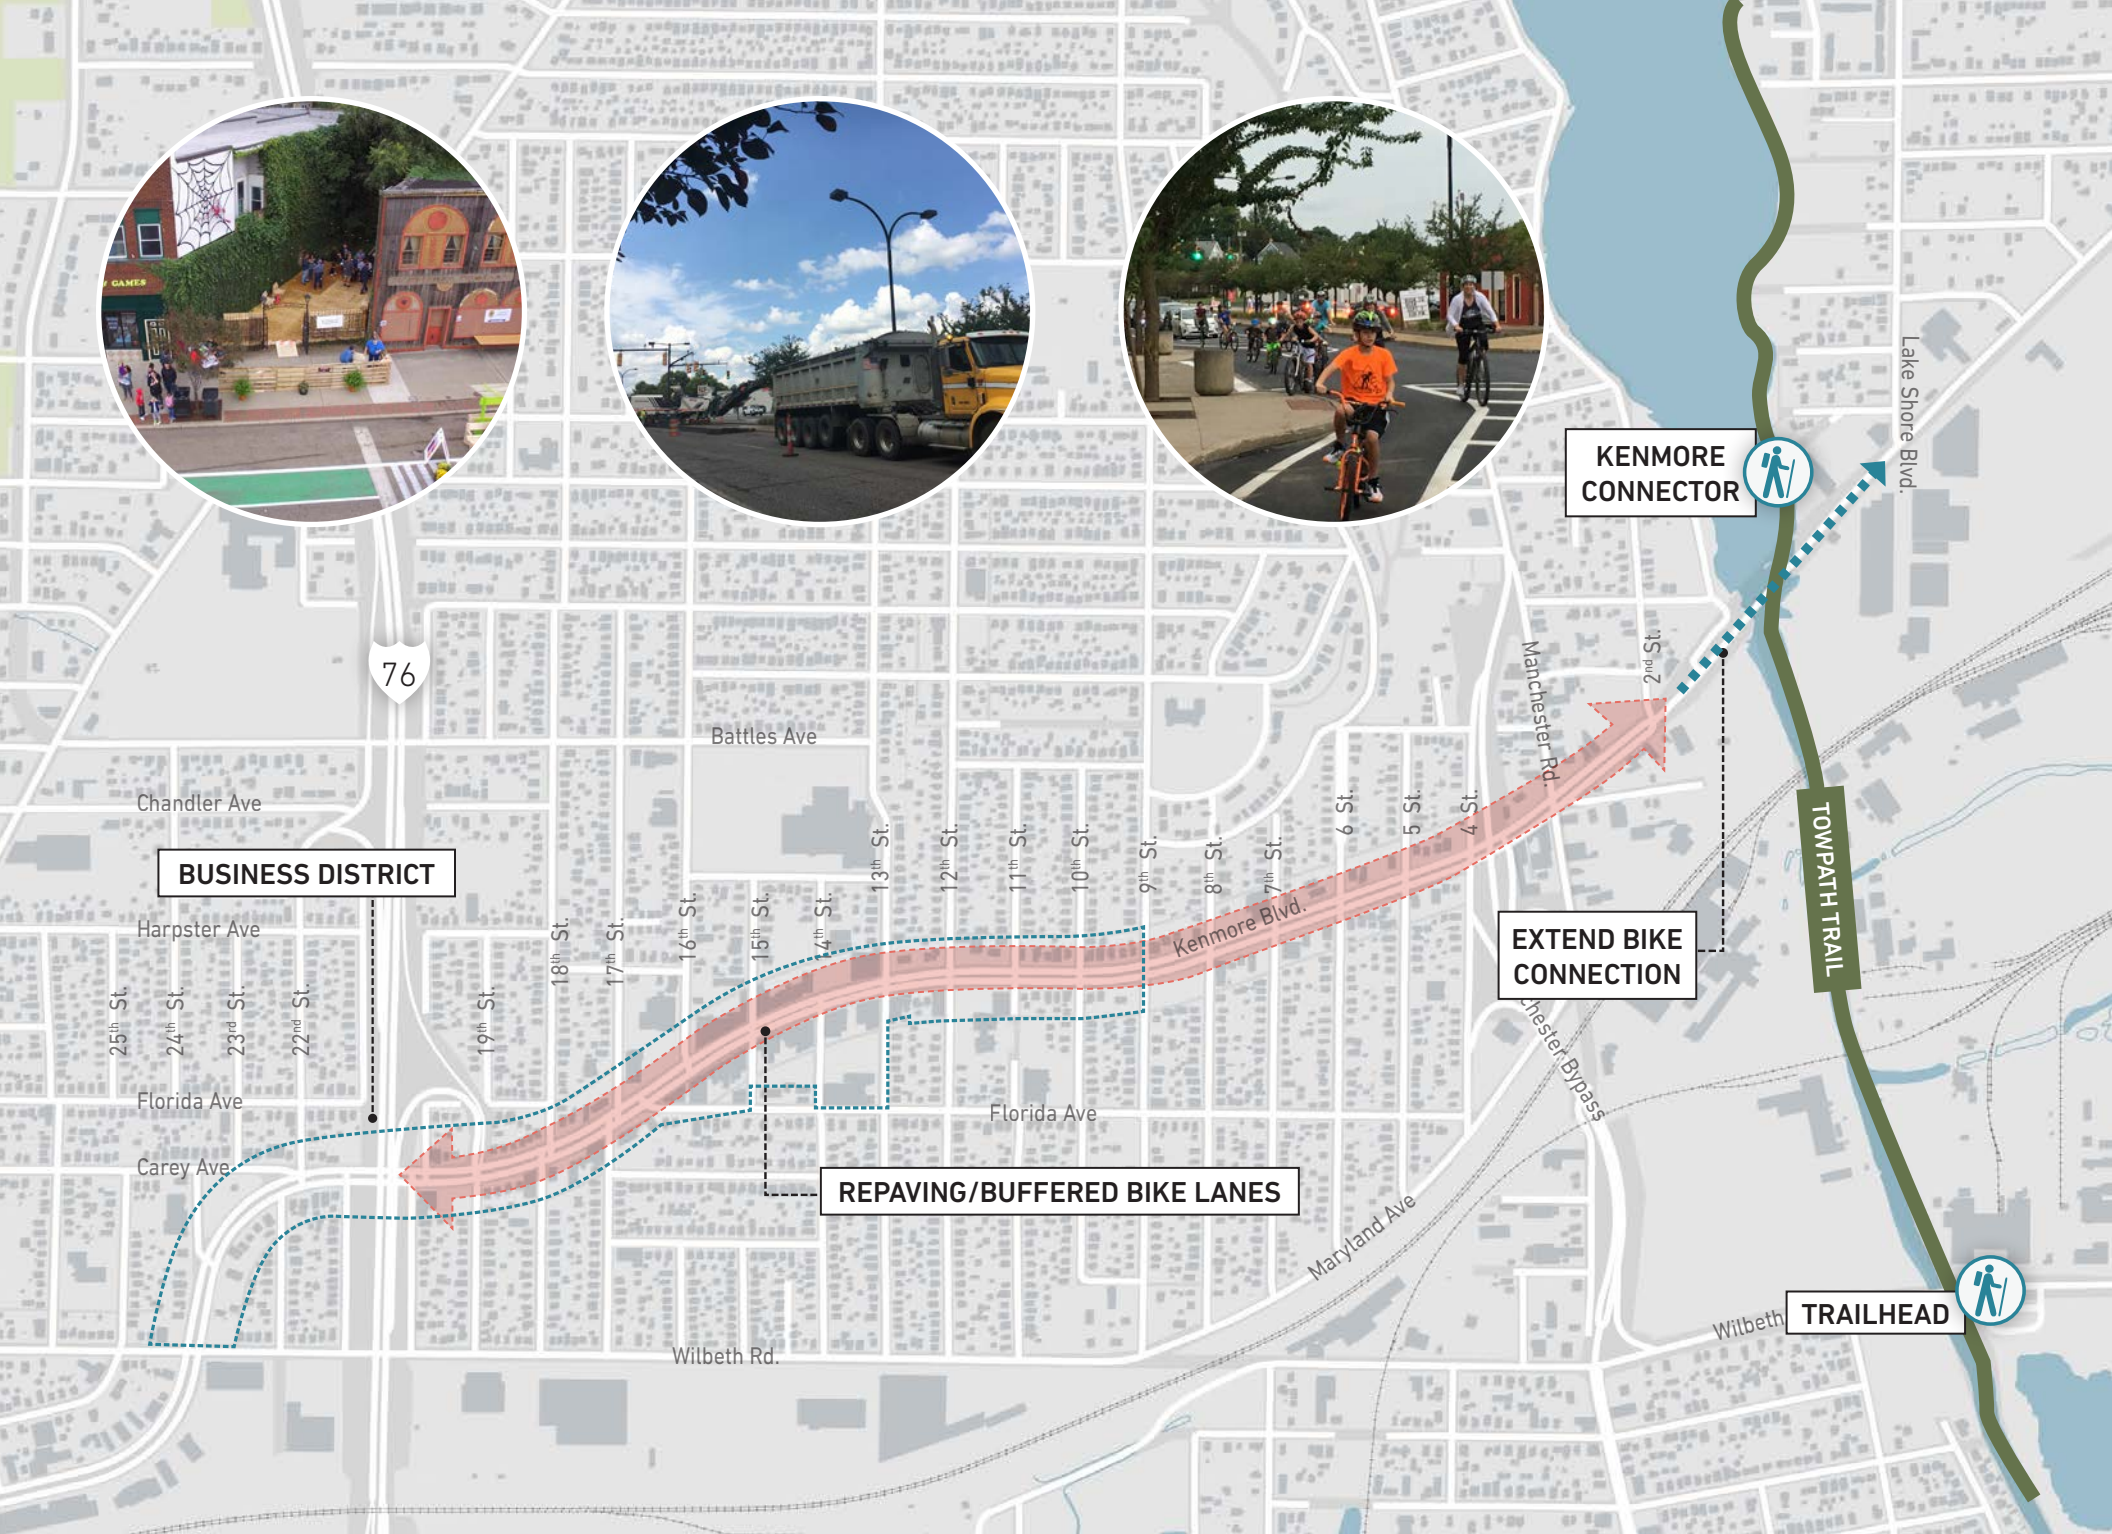 GAMES
KENMORE
CONNECTOR
Lake Shore Blvd.
76
2nd St.
Manchester Rd.
Battles Ave
Chandler Ave
BUSINESS DISTRICT
6 St.
5 St.
4 St.
13th St.
12th St.
11th St.
10th St.
9th St.
8th St.
7th St.
TOWPATH TRAIL
Harpster Ave
18th St.
17th St.
16th St.
15th St.
14th St.
Kenmore Blvd.
EXTEND BIKE
CONNECTION
25th St.
24th St.
23rd St.
22nd St.
19th St.
chester Bypass
Florida Ave
Florida Ave
Carey Ave
REPAVING/BUFFERED BIKE LANES
Maryland Ave
TRAILHEAD
Wilbeth
Wilbeth Rd.